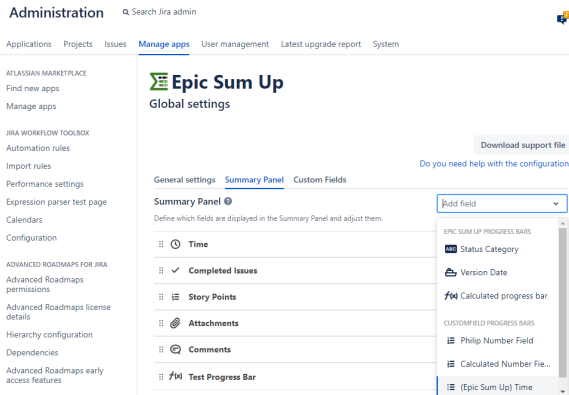 Administration
Search Jira admin
Applications Projects Issues Manage apps User management Latest upgrade report System
ATLASSIAN MARKETPLACE
Find new apps
Manage apps
JIRA WORKFLOW TOOLBOX
Automation rules
Import rules
Performance settings
Expression parser test page
Calendars
Configuration
ADVANCED ROADMAPS FOR JIRA
Advanced Roadmaps
permissions
Advanced Roadmaps license
details
Hierarchy configuration
Dependencies
Advanced Roadmaps early
access features
Epic Sum Up
Global settings
Download support file
Do you need help with the configuration
General settings Summary Panel Custom Fields
Summary Panel
Define which fields are displayed in the Summary Panel and adjust them.
Time
Completed Issues
Story Points
Attachments
Comments
f(x) Test Progress Bar
Add field
EPIC SUM UP PROGRESS BARS
ABC Status Category
Version Date
f(x) Calculated progress bar
CUSTOMFIELD PROGRESS BARS
Philip Number Field
Calculated Number Fie...
(Epic Sum Up) Time